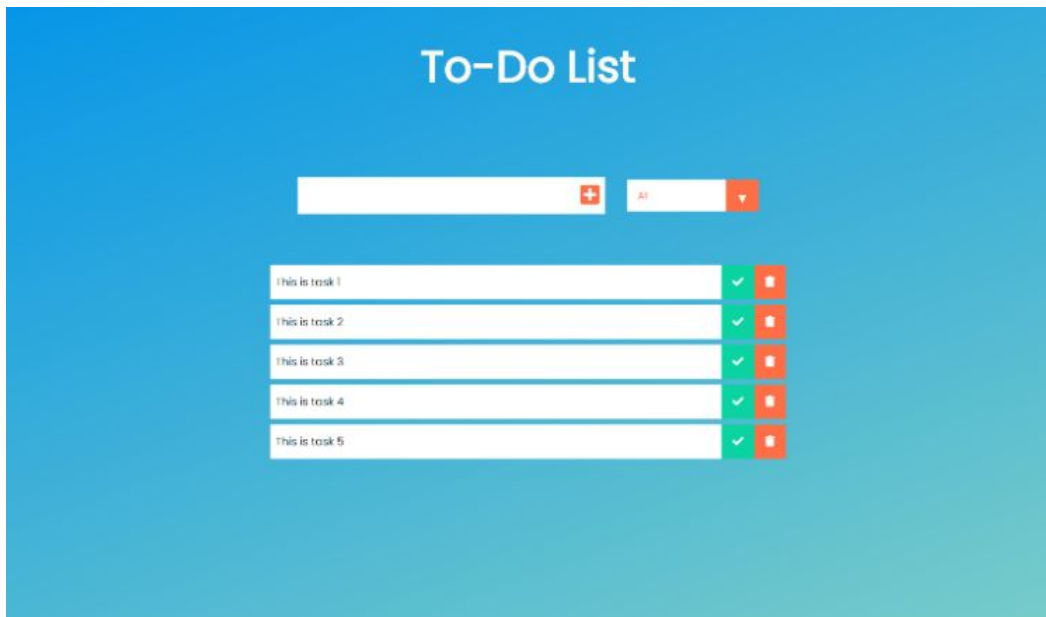 To-Do List
All
This is task 1
This is task 2
This is task 3
This is task 4
This is task 5